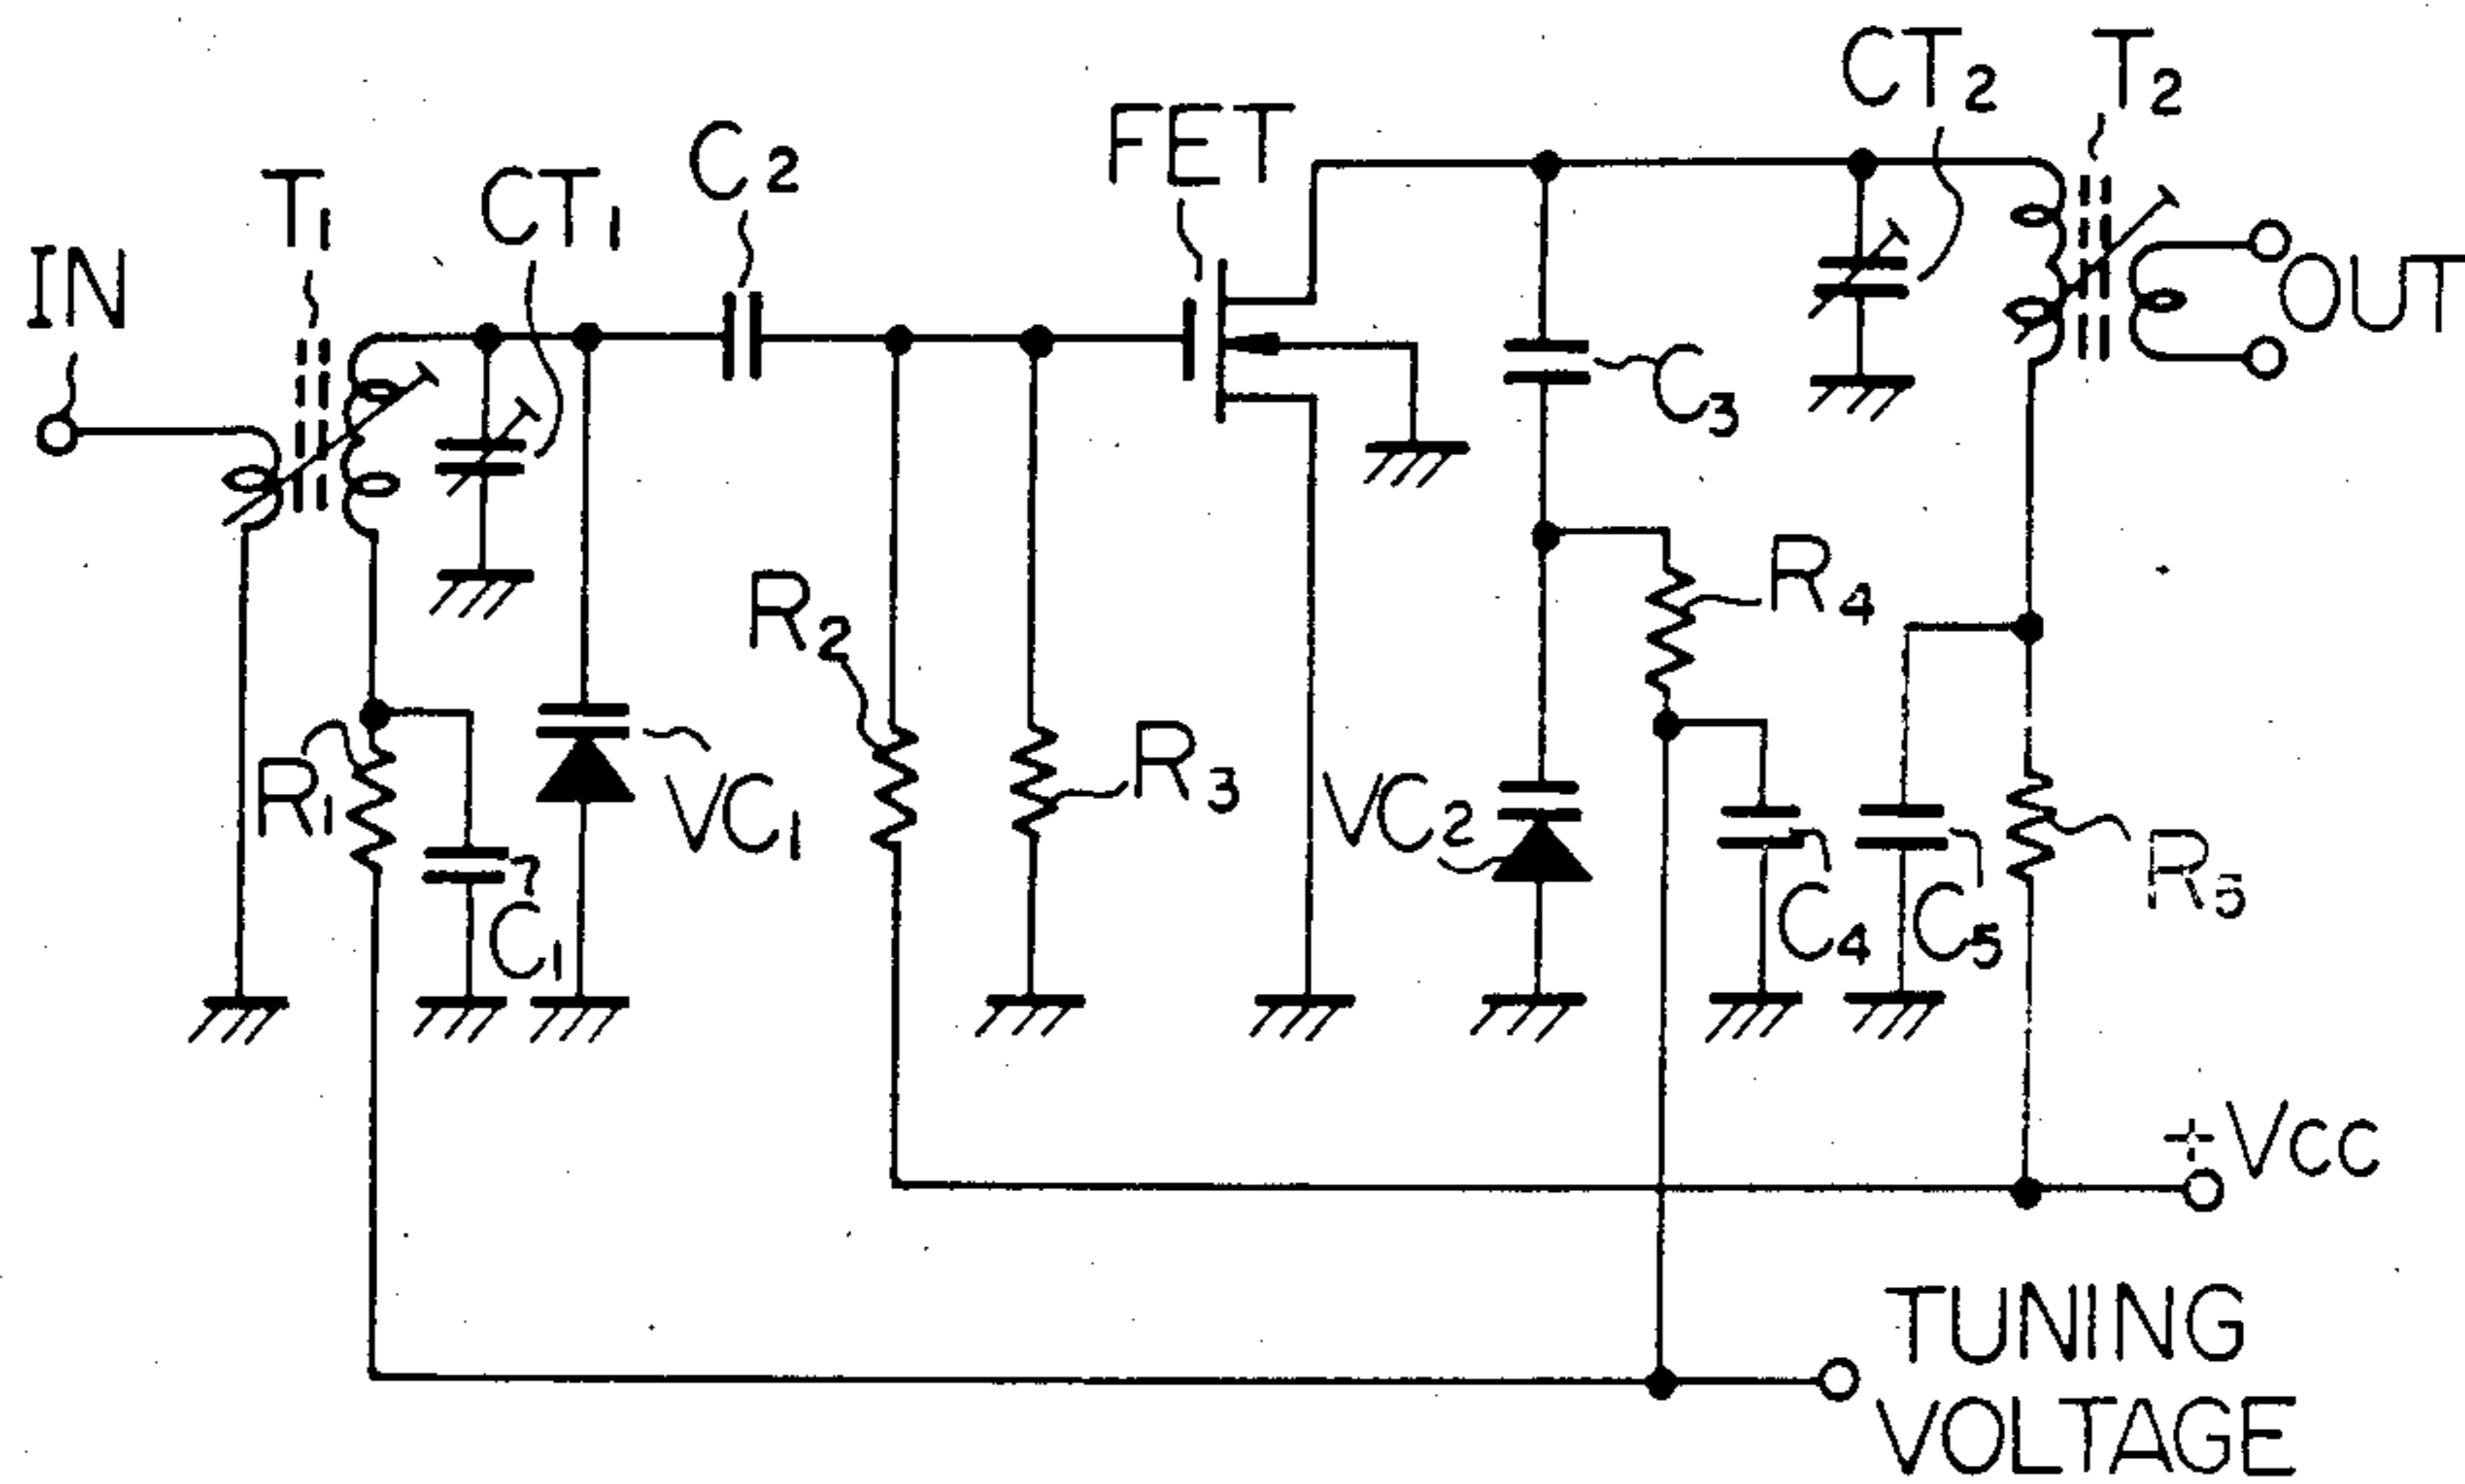 IN
T1
CT1
C2
FET
CT2
T2
OUT
C3
R4
R2
R3
R1
C1
VC1
VC2
C4
C5
R5
+Vcc
TUNING
VOLTAGE